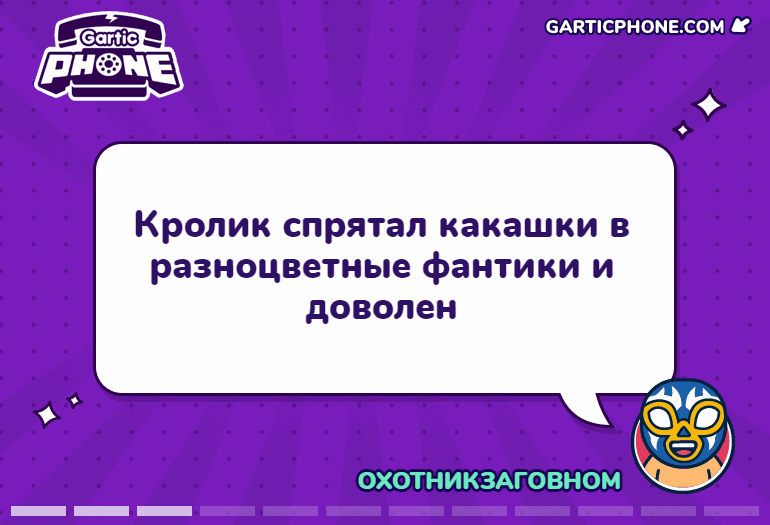 Gartic
PHONE
GARTICPHONE.COM
Кролик спрятал какашки в
разноцветные фантики и
доволен
ОХОТНИКЗАГОВНОМ